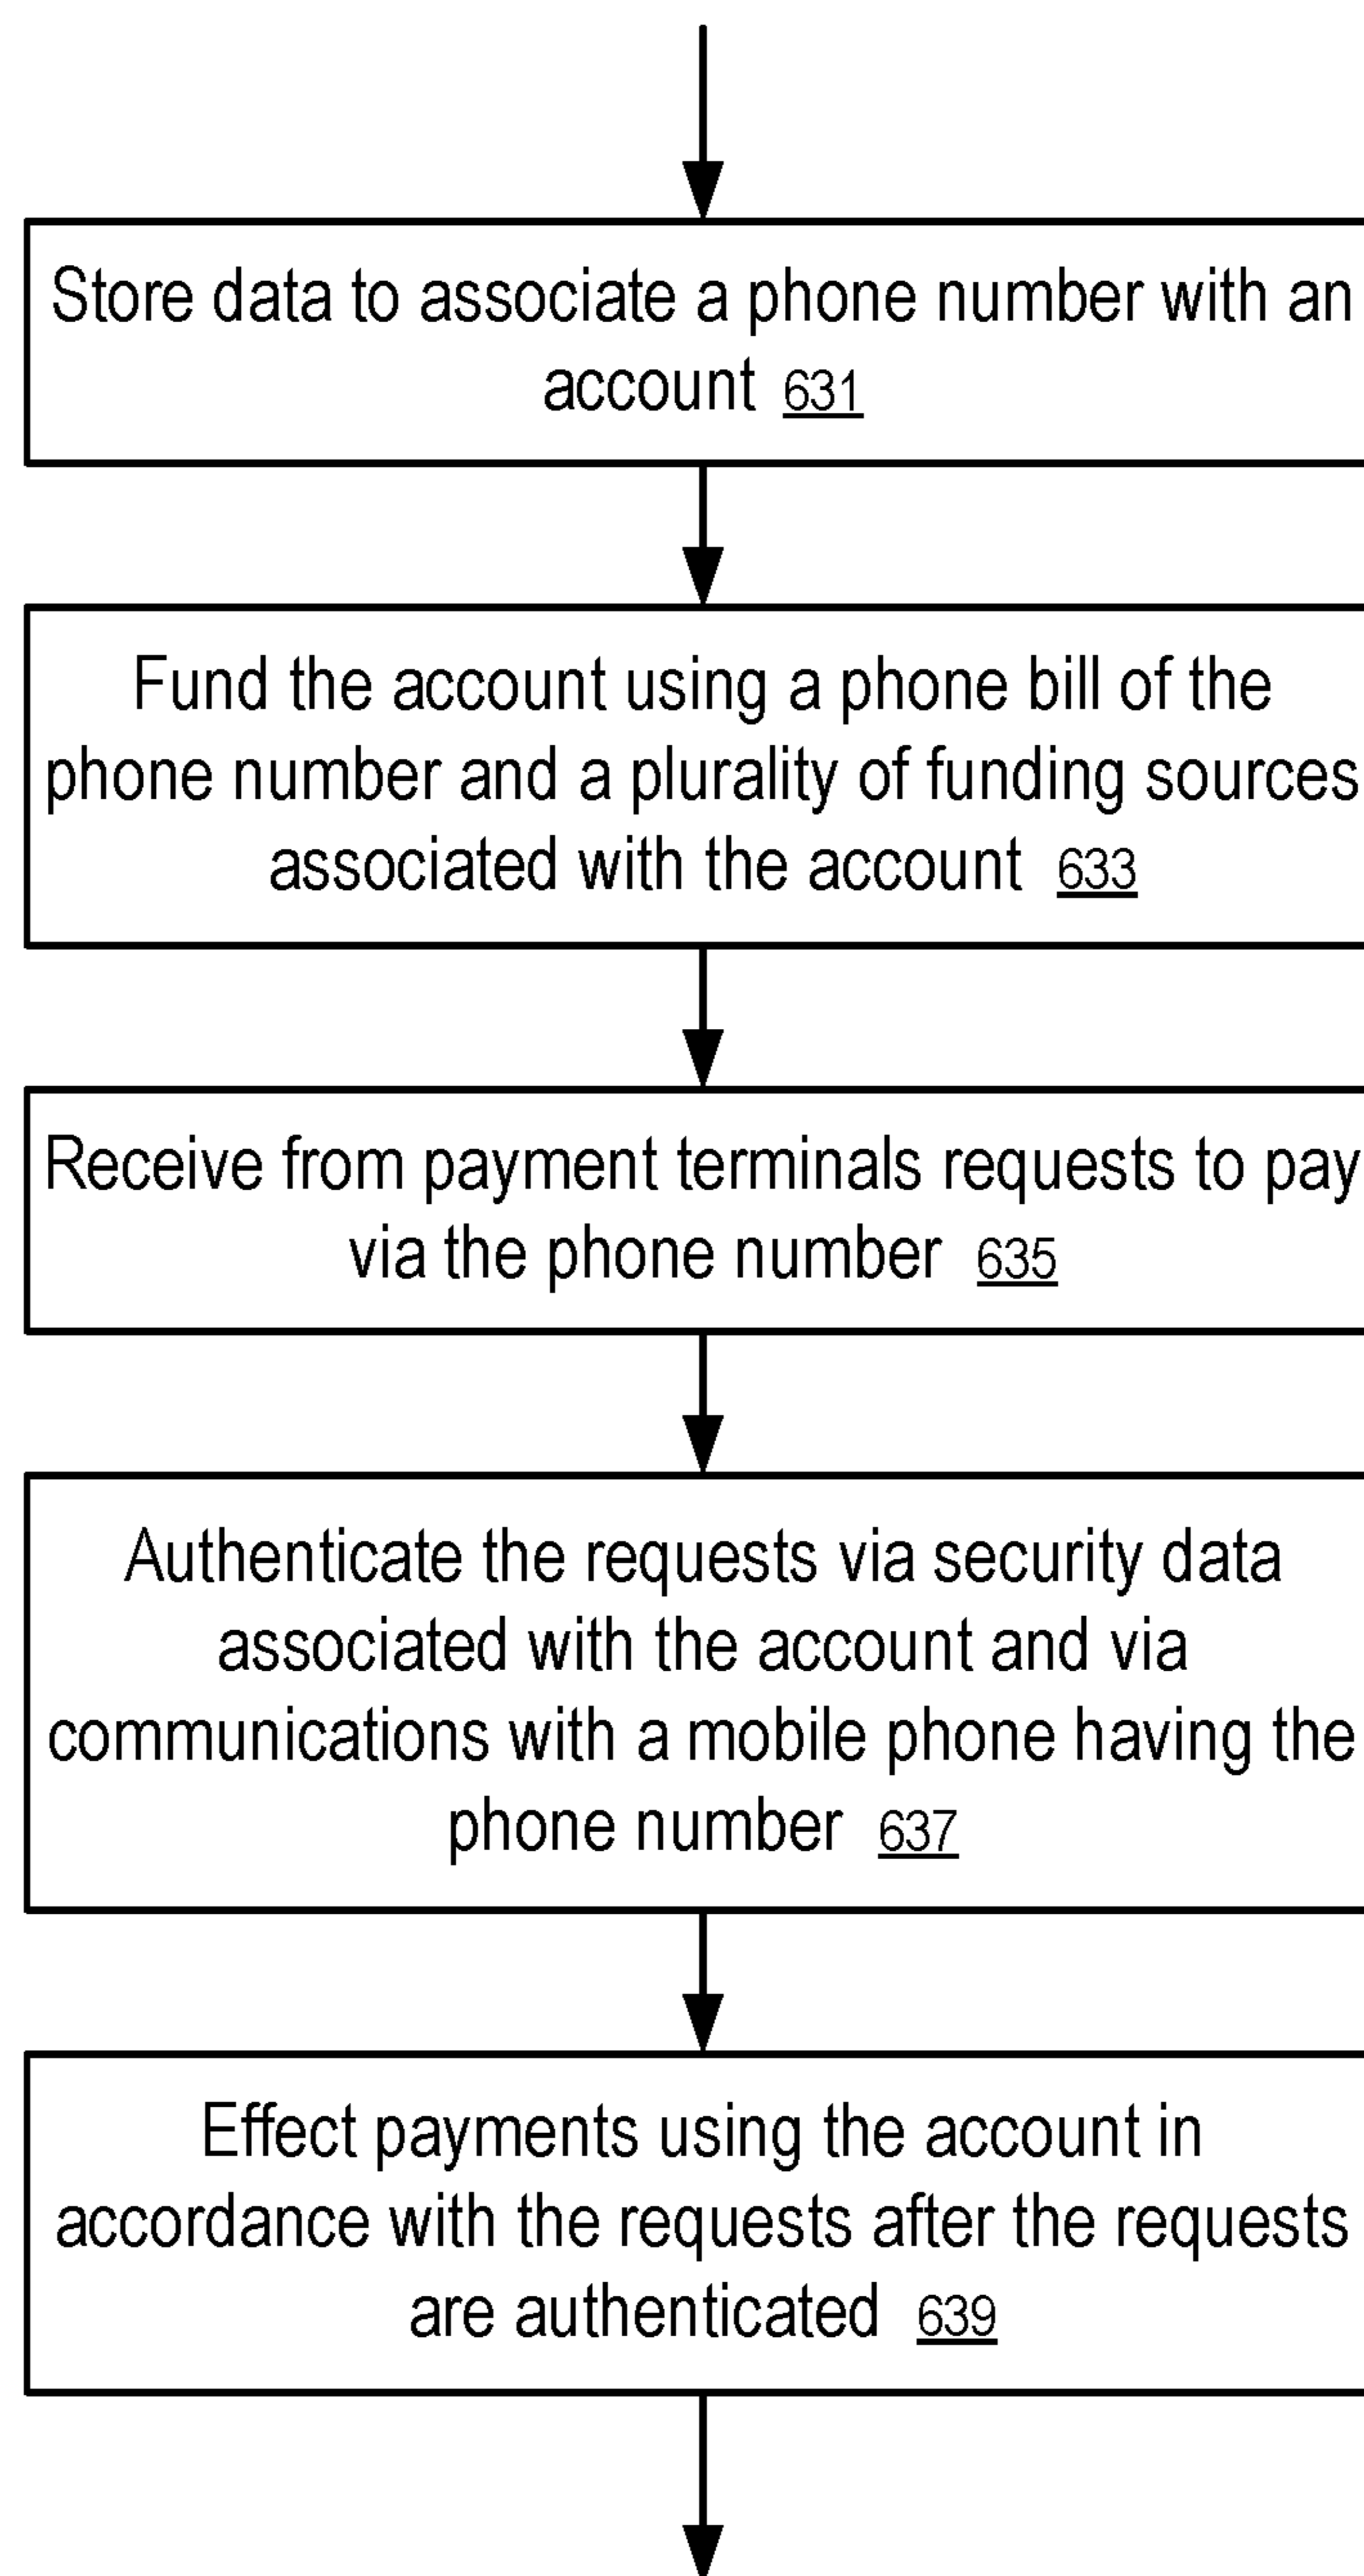 Store data to associate a phone number with an
account 631
Fund the account using a phone bill of the
phone number and a plurality of funding sources
associated with the account 633
Receive from payment terminals requests to pay
via the phone number 635
Authenticate the requests via security data
associated with the account and via
communications with a mobile phone having the
phone number 637
Effect payments using the account in
accordance with the requests after the requests
are authenticated 639